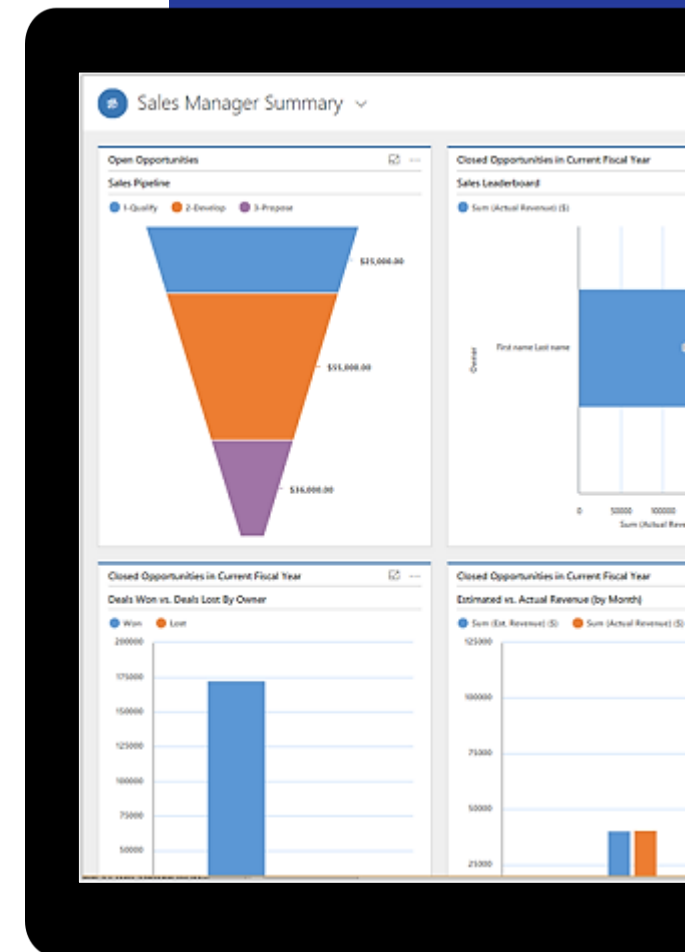 Sales Manager Summary
Open Opportunities
Sales Pipeline
1-Qualify 2-Develop 3-Propose
$25,000.00
$55,000.00
$36,000.00
Closed Opportunities in Current Fiscal Year
Sales Leaderboard
Sum (Actual Revenue) ($)
Owner
First name Last name
0 50000 100000
Sum (Actual Reve
Closed Opportunities in Current Fiscal Year
Deals Won vs. Deals Lost By Owner
Won Lost
200000
175000
150000
125000
100000
75000
50000
Closed Opportunities in Current Fiscal Year
Estimated vs. Actual Revenue (by Month)
Sum (Est. Revenue) ($) Sum (Actual Revenue) ($)
125000
100000
75000
50000
25000